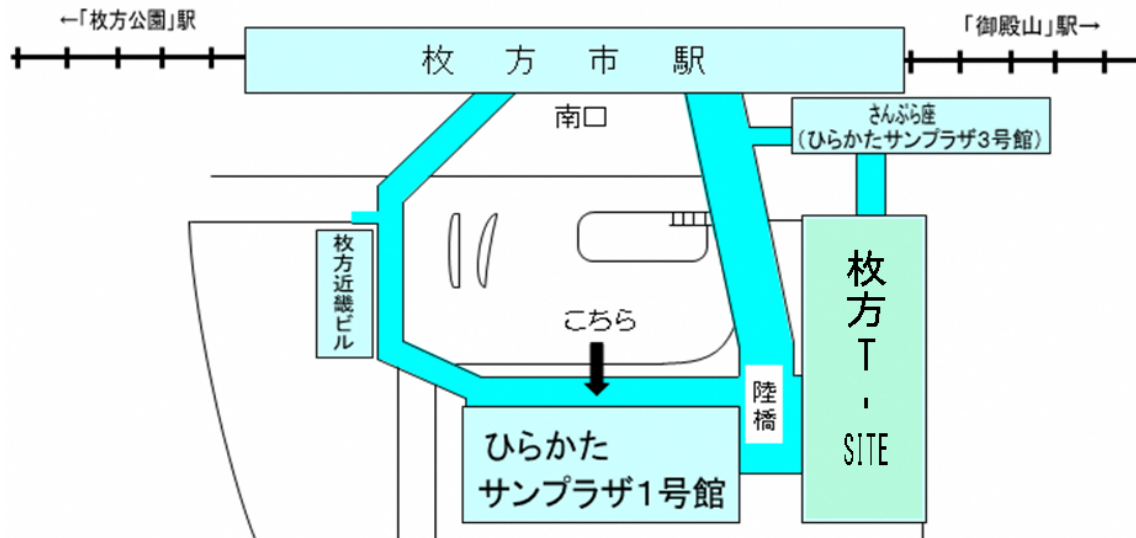 ←「枚方公園」駅
「御殿山」駅→
枚方市駅
南口
さんぷら座
(ひらかたサンプラザ3号館)
枚方近畿ビル
こちら
枚方T・SITE
陸橋
ひらかた
サンプラザ1号館